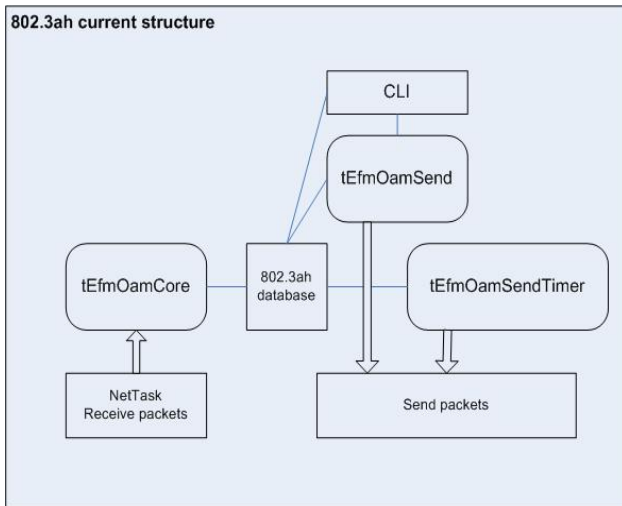 802.3ah current structure
CLI
tEfmOamSend
tEfmOamCore
802.3ah
database
tEfmOamSendTimer
NetTask
Receive packets
Send packets